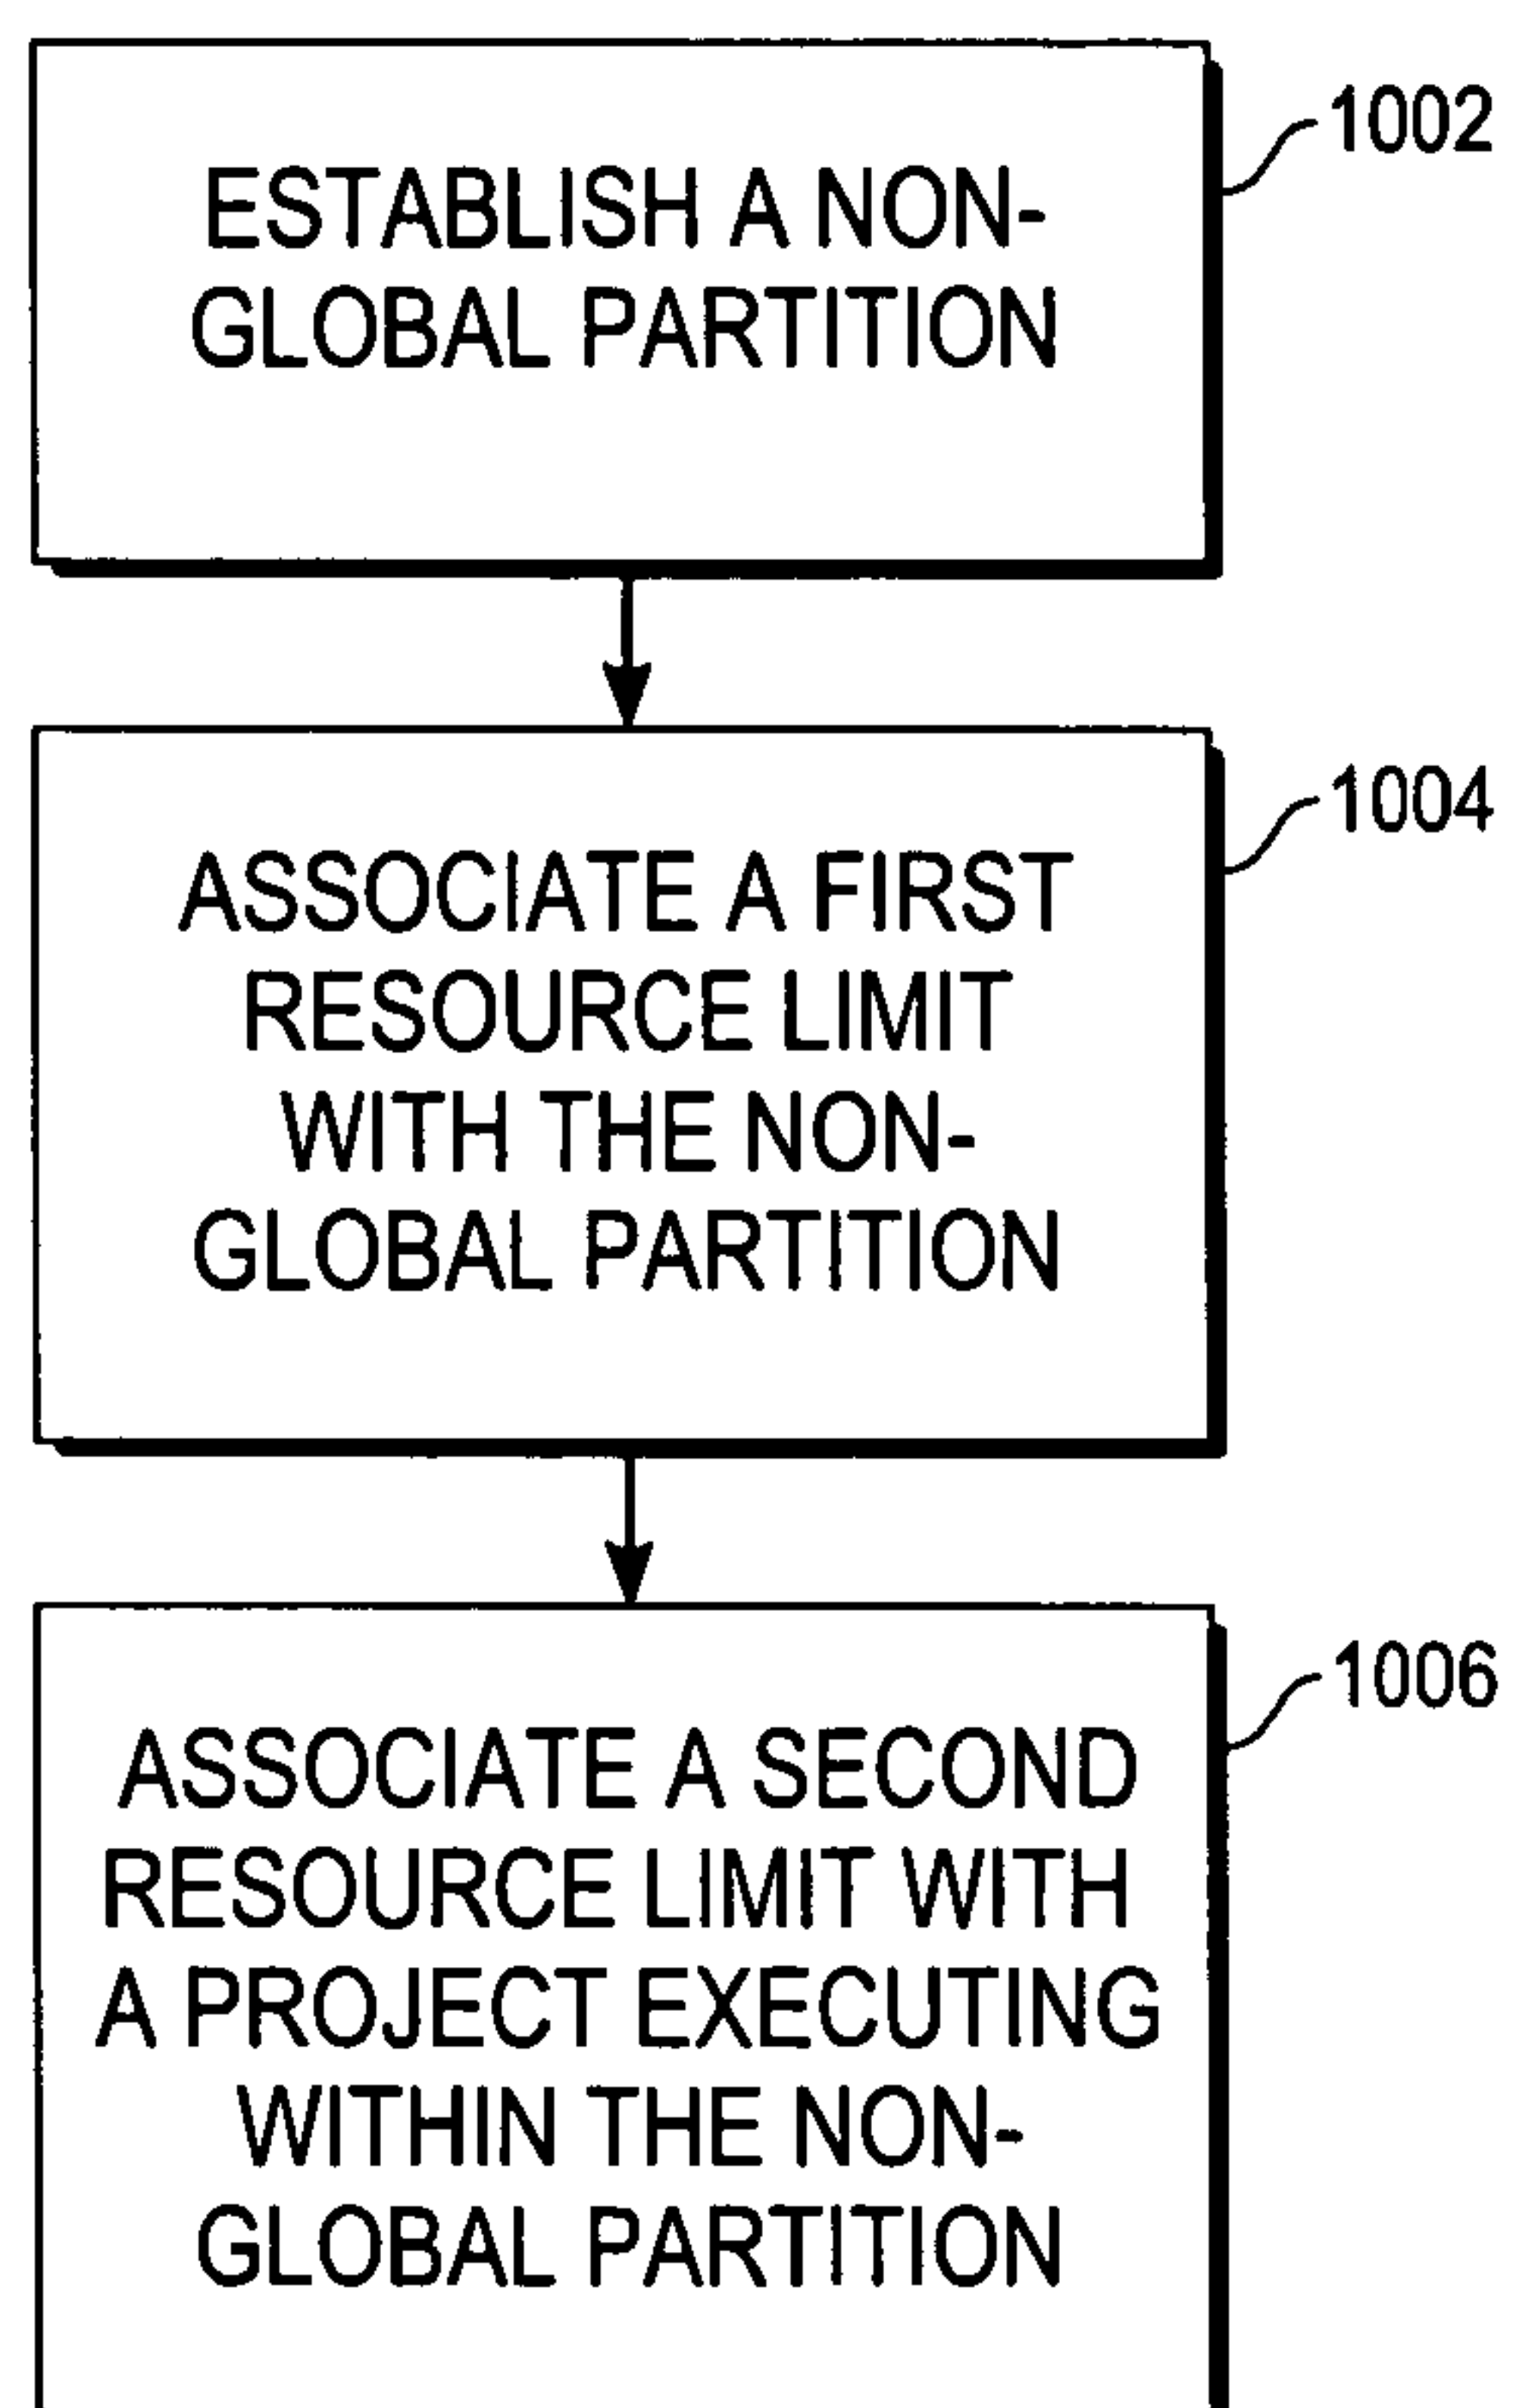 1002
ESTABLISH A NON-
GLOBAL PARTITION
1004
ASSOCIATE A FIRST
RESOURCE LIMIT
WITH THE NON-
GLOBAL PARTITION
1006
ASSOCIATE A SECOND
RESOURCE LIMIT WITH
A PROJECT EXECUTING
WITHIN THE NON-
GLOBAL PARTITION